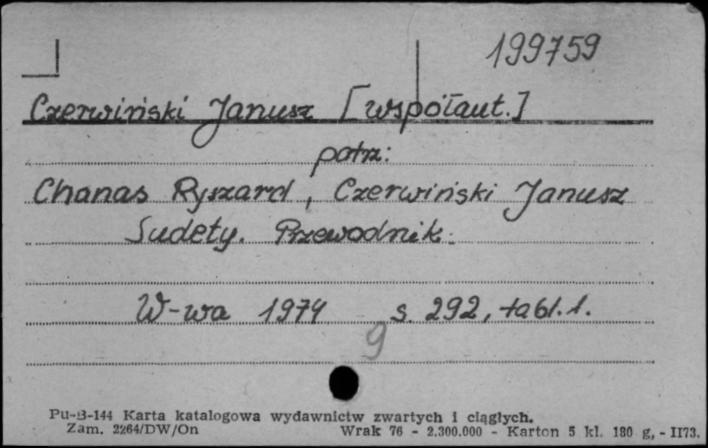 199759
Czerwiński Janusz [współaut.]
patrz:
Chanas Ryszard, Czerwiński Janusz
Sudety. Przewodnik.
W-wa 1974 s. 292, tabl. 1.
9
Pu-B-144 Karta katalogowa wydawnictw zwartych i ciągłych.
Zam. 2264/DW/On Wrak 76 - 2.300.000 - Karton 5 kl. 180 g, - II73.